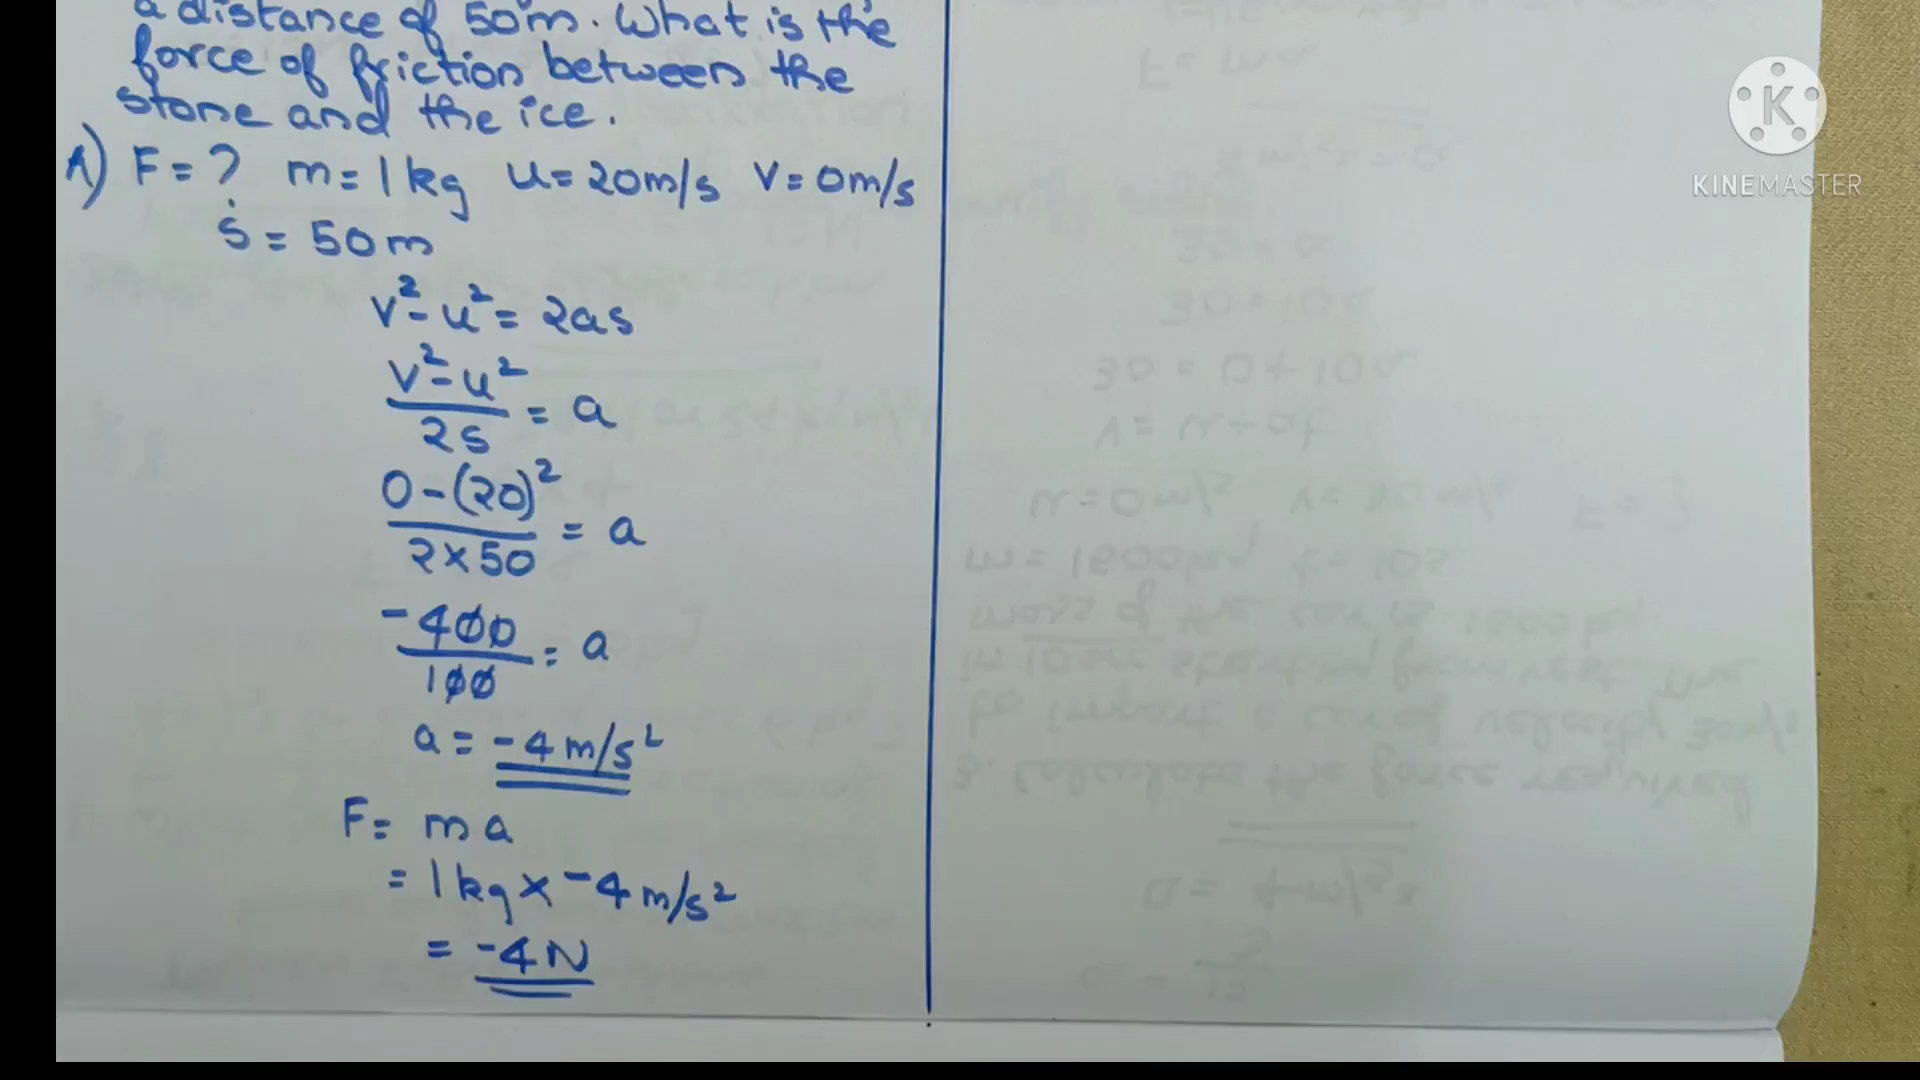 a distance of 50m. What is the
force of friction between the
stone and the ice.
A) F = ? m = 1kg u = 20m/s v = 0m/s
s = 50m
v² - u² = 2as
v² - u² / 2s = a
0 - (20)² / 2 × 50 = a
-400 / 100 = a
a = -4 m/s²
F = ma
= 1kg × -4 m/s²
= -4 N
K
KINEMASTER